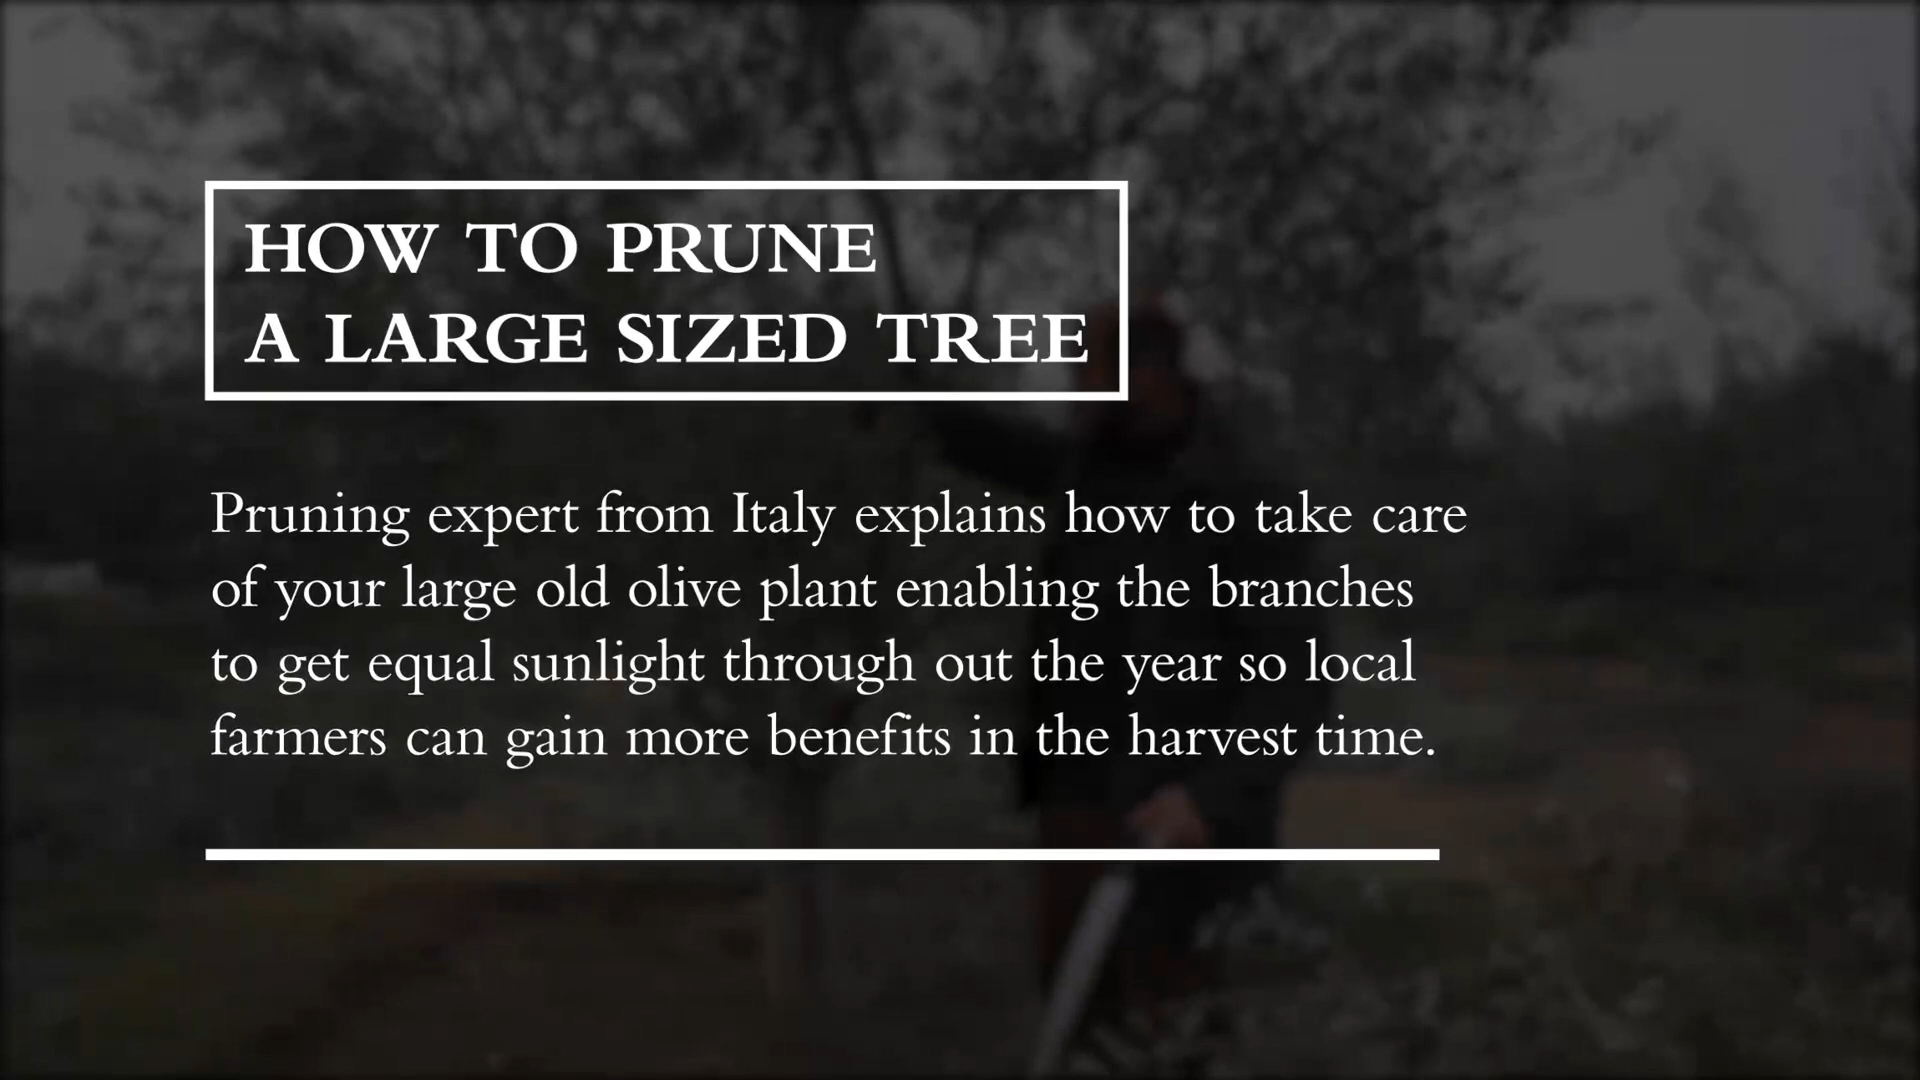 HOW TO PRUNE
A LARGE SIZED TREE
Pruning expert from Italy explains how to take care
of your large old olive plant enabling the branches
to get equal sunlight through out the year so local
farmers can gain more benefits in the harvest time.